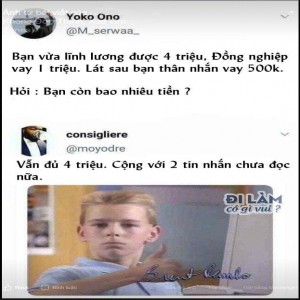 Yoko Ono
@M_serwaa_
Bạn vừa lĩnh lương được 4 triệu, Đồng nghiệp
vay 1 triệu. Lát sau bạn thân nhắn vay 500k.
Hỏi : Bạn còn bao nhiêu tiền ?
consigliere
@moyodre
Vẫn đủ 4 triệu. Cộng với 2 tin nhắn chưa đọc
nữa.
ĐI LÀM
có gì vui ?
Brent Rambo